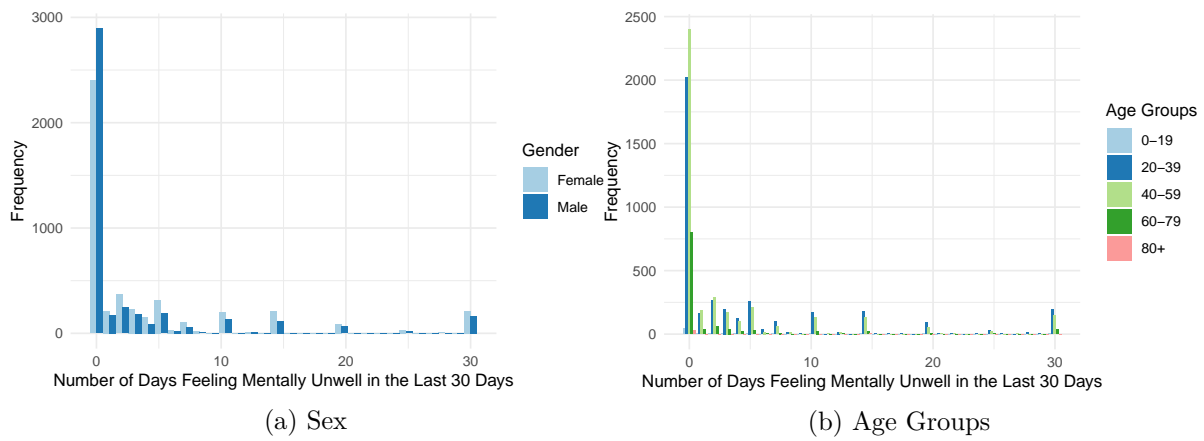 3000
2000
1000
0
Frequency
0
10
20
30
Number of Days Feeling Mentally Unwell in the Last 30 Days
Gender
Female
Male
(a) Sex
2500
2000
1500
1000
500
0
Frequency
0
10
20
30
Number of Days Feeling Mentally Unwell in the Last 30 Days
Age Groups
0–19
20–39
40–59
60–79
80+
(b) Age Groups